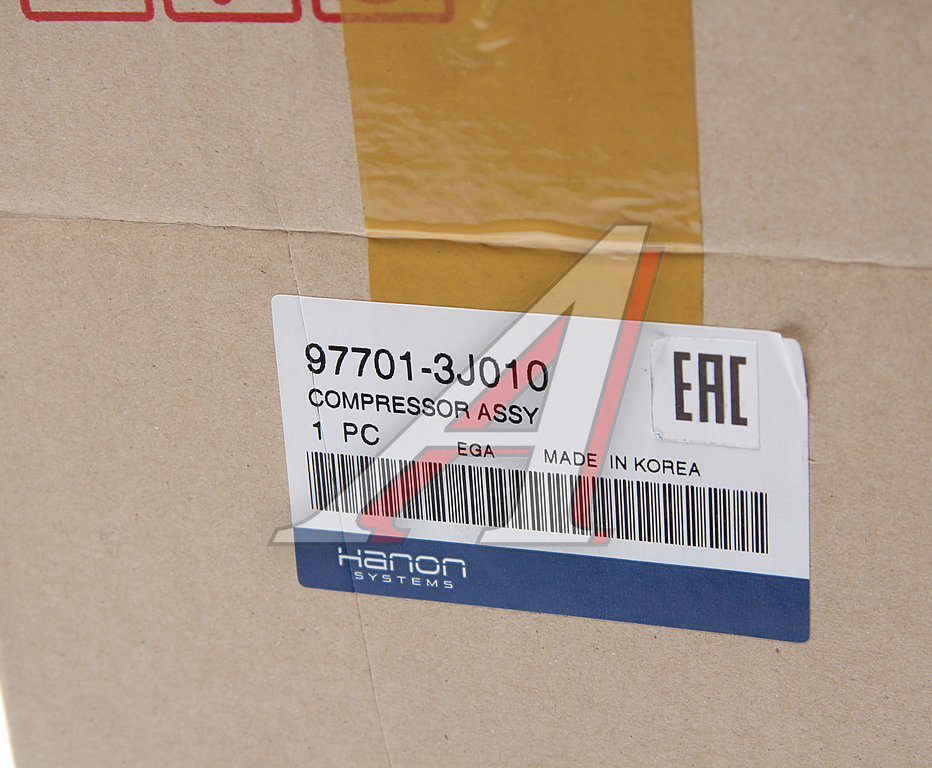 97701-3J010
EAC
COMPRESSOR ASSY
1 PC
EGA
MADE IN KOREA
Hanon
SYSTEMS